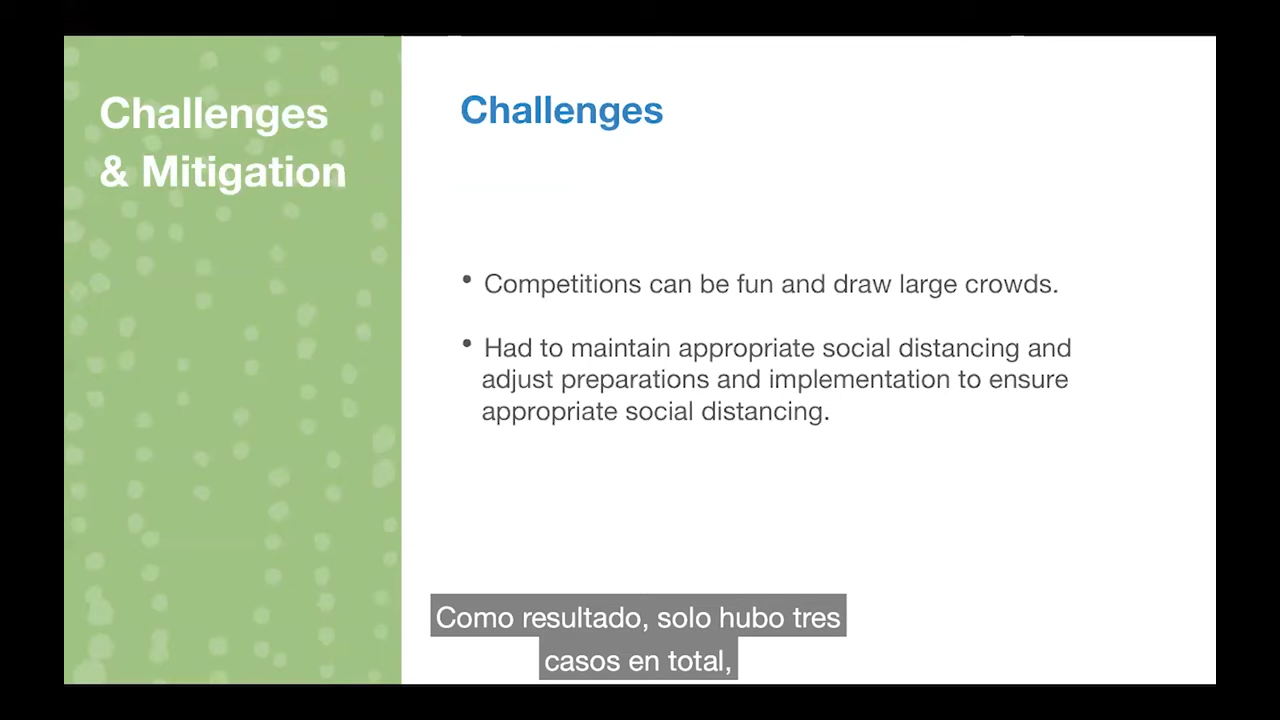 Challenges
& Mitigation
Challenges
• Competitions can be fun and draw large crowds.
• Had to maintain appropriate social distancing and
adjust preparations and implementation to ensure
appropriate social distancing.
Como resultado, solo hubo tres
casos en total,